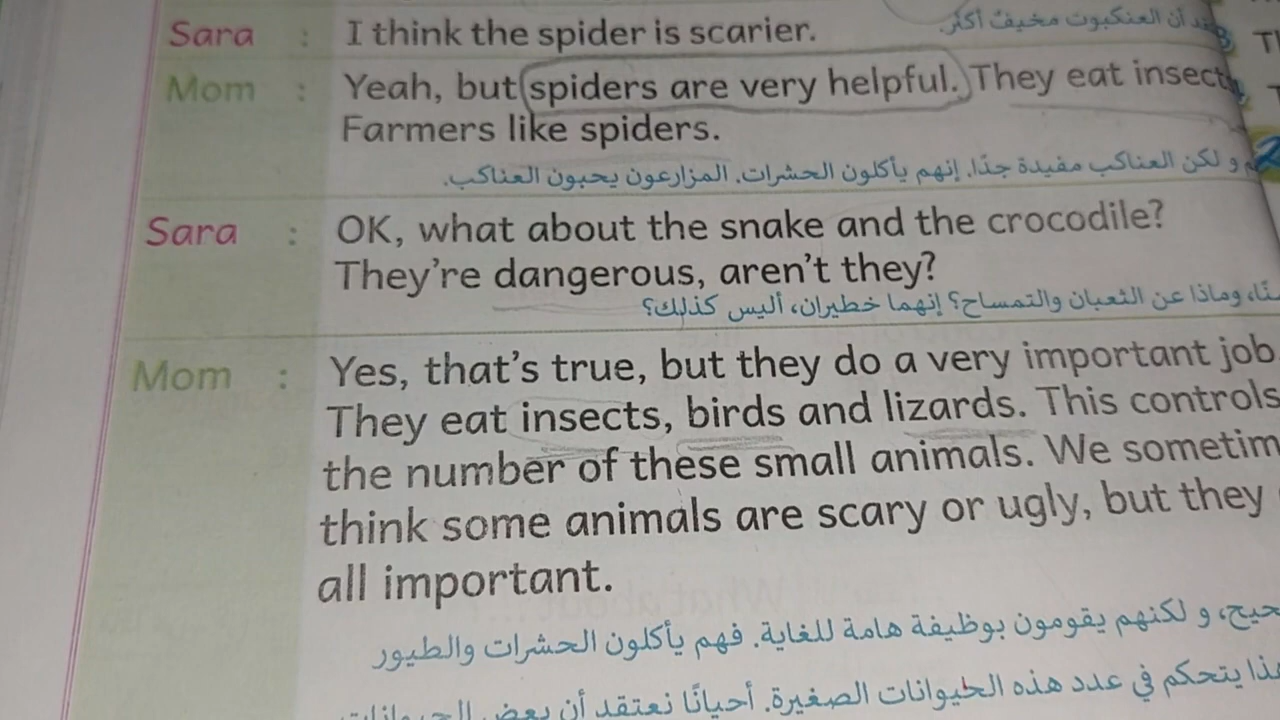 Sara : I think the spider is scarier.
أن العنكبوت مخيفٌ أكثر.
Mom : Yeah, but spiders are very helpful. They eat insect
Farmers like spiders.
و لكن العناكب مفيدة جدًا. إنهم يأكلون الحشرات. المزارعون يحبون العناكب.
Sara : OK, what about the snake and the crocodile?
They're dangerous, aren't they?
وماذا عن الثعبان والتمساح؟ إنهما خطيران، أليس كذلك؟
Mom : Yes, that's true, but they do a very important job
They eat insects, birds and lizards. This controls
the number of these small animals. We sometim
think some animals are scary or ugly, but they
all important.
و لكنهم يقومون بوظيفة هامة للغاية. فهم يأكلون الحشرات والطيور
يتحكم في عدد هذه الحيوانات الصغيرة. أحيانًا نعتقد أن بعض الحيوانات